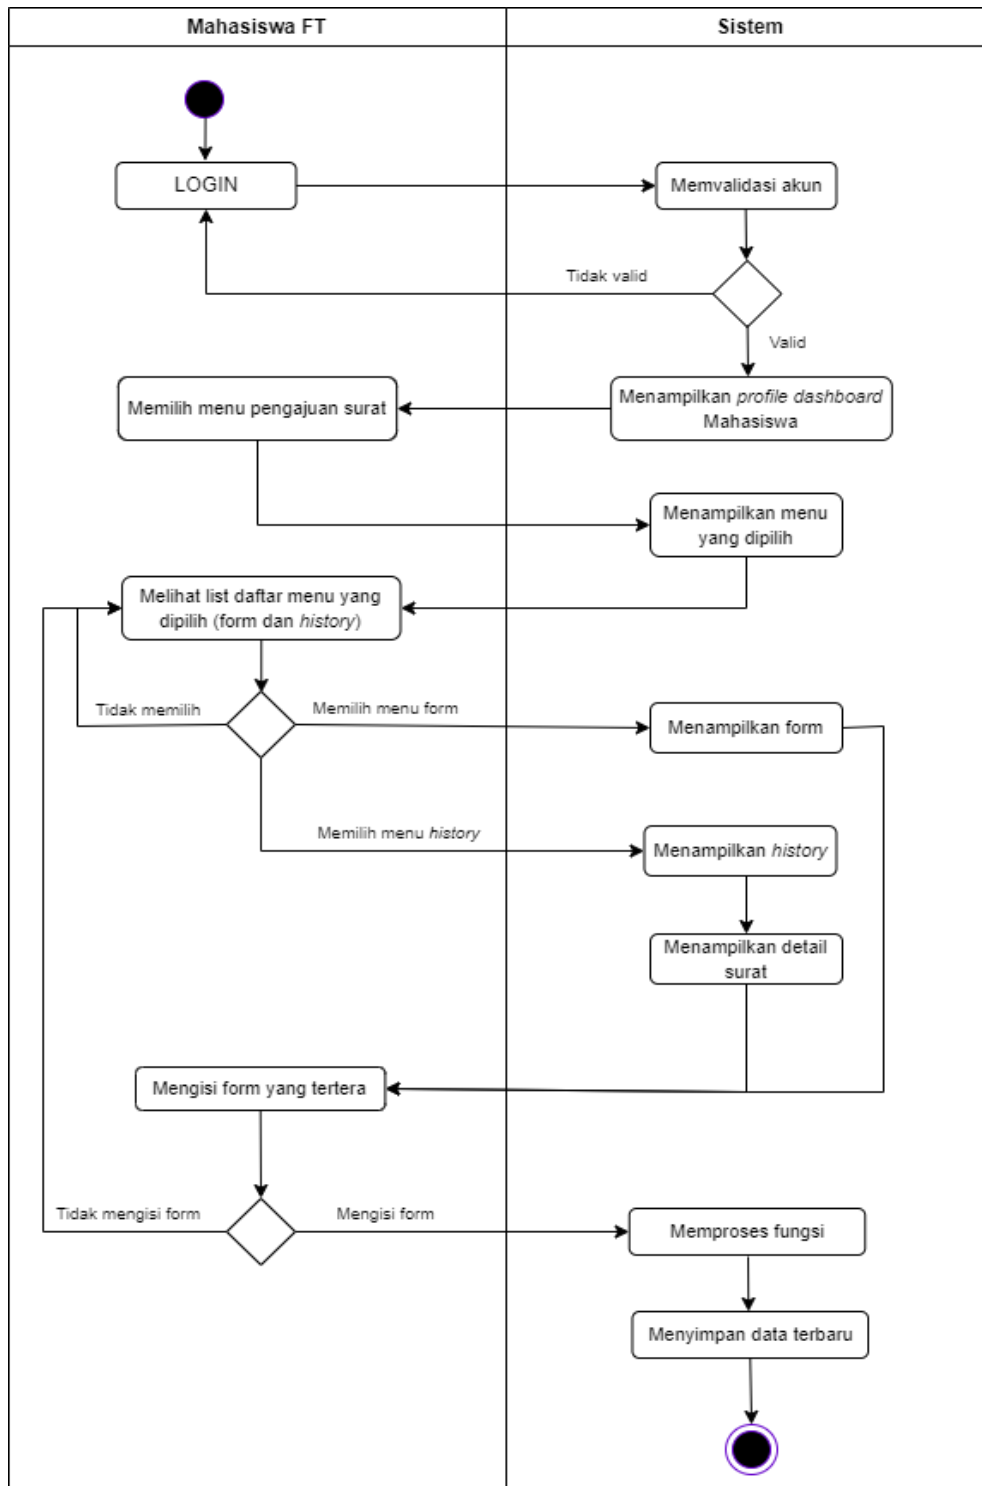 Mahasiswa FT
Sistem
LOGIN
Memvalidasi akun
Tidak valid
Valid
Memilih menu pengajuan surat
Menampilkan profile dashboard
Mahasiswa
Menampilkan menu
yang dipilih
Melihat list daftar menu yang
dipilih (form dan history)
Tidak memilih
Memilih menu form
Menampilkan form
Memilih menu history
Menampilkan history
Menampilkan detail
surat
Mengisi form yang tertera
Tidak mengisi form
Mengisi form
Memproses fungsi
Menyimpan data terbaru